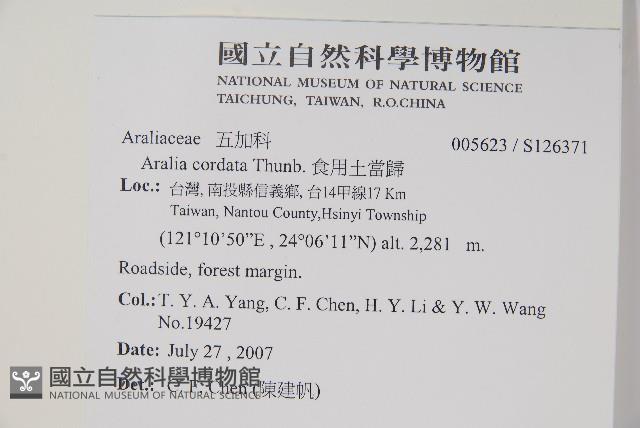 國立自然科學博物館
NATIONAL MUSEUM OF NATURAL SCIENCE
TAICHUNG, TAIWAN, R.O.CHINA
Araliaceae 五加科 005623 / S126371
Aralia cordata Thunb. 食用土當歸
Loc.: 台灣, 南投縣信義鄉, 台14甲線17 Km
Taiwan, Nantou County,Hsinyi Township
(121°10'50"E , 24°06'11"N) alt. 2,281 m.
Roadside, forest margin.
Col.: T. Y. A. Yang, C. F. Chen, H. Y. Li & Y. W. Wang
No.19427
Date: July 27 , 2007
Det.: C. F. Chen (陳建帆)
國立自然科學博物館
NATIONAL MUSEUM OF NATURAL SCIENCE